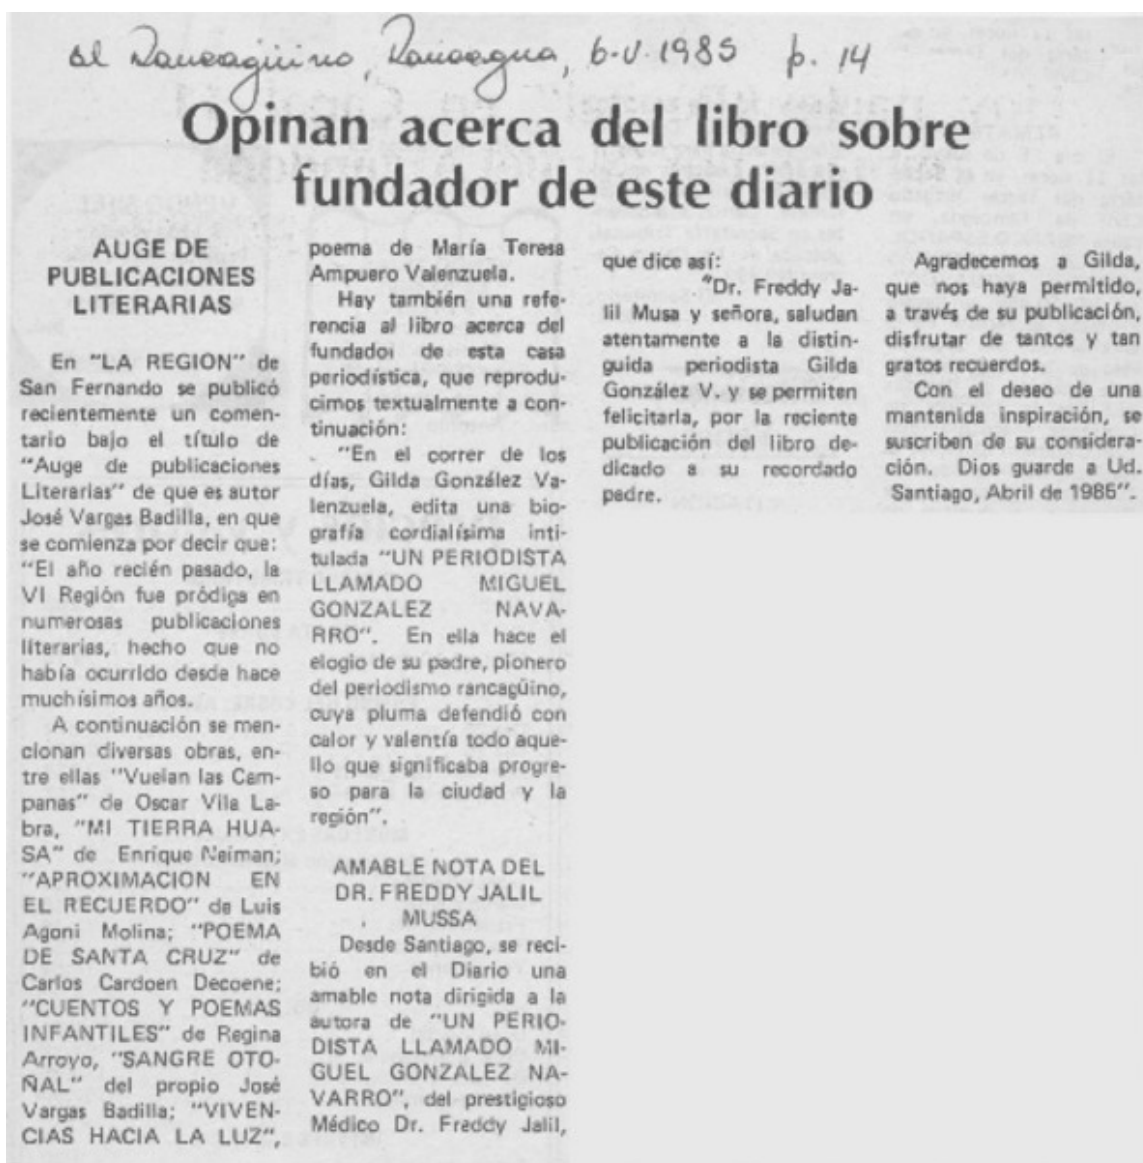 El Rancagüino, Rancagua, 6-V-1985 p. 14
Opinan acerca del libro sobre
fundador de este diario
AUGE DE
PUBLICACIONES
LITERARIAS
En "LA REGION" de
San Fernando se publicó
recientemente un comen-
tario bajo el título de
"Auge de publicaciones
Literarias" de que es autor
José Vargas Badilla, en que
se comienza por decir que:
"El año recién pasado, la
VI Región fue pródiga en
numerosas publicaciones
literarias, hecho que no
había ocurrido desde hace
muchísimos años.
A continuación se men-
cionan diversas obras, en-
tre ellas "Vuelan las Cam-
panas" de Oscar Vila La-
bra, "MI TIERRA HUA-
SA" de Enrique Neiman;
"APROXIMACION EN
EL RECUERDO" de Luis
Agoni Molina; "POEMA
DE SANTA CRUZ" de
Carlos Cardoen Decoene;
"CUENTOS Y POEMAS
INFANTILES" de Regina
Arroyo, "SANGRE OTO-
ÑAL" del propio José
Vargas Badilla; "VIVEN-
CIAS HACIA LA LUZ",
poema de María Teresa
Ampuero Valenzuela.
Hay también una refe-
rencia al libro acerca del
fundador de esta casa
periodística, que reprodu-
cimos textualmente a con-
tinuación:
"En el correr de los
días, Gilda González Va-
lenzuela, edita una bio-
grafía cordialísima inti-
tulada "UN PERIODISTA
LLAMADO MIGUEL
GONZALEZ NAVA-
RRO". En ella hace el
elogio de su padre, pionero
del periodismo rancagüino,
cuya pluma defendió con
calor y valentía todo aque-
llo que significaba progre-
so para la ciudad y la
región".
AMABLE NOTA DEL
DR. FREDDY JALIL
MUSSA
Desde Santiago, se reci-
bió en el Diario una
amable nota dirigida a la
autora de "UN PERIO-
DISTA LLAMADO MI-
GUEL GONZALEZ NA-
VARRO", del prestigioso
Médico Dr. Freddy Jalil,
que dice así:
"Dr. Freddy Ja-
lil Musa y señora, saludan
atentamente a la distin-
guida periodista Gilda
González V. y se permiten
felicitarla, por la reciente
publicación del libro de-
dicado a su recordado
padre.
Agradecemos a Gilda,
que nos haya permitido,
a través de su publicación,
disfrutar de tantos y tan
gratos recuerdos.
Con el deseo de una
mantenida inspiración, se
suscriben de su considera-
ción. Dios guarde a Ud.
Santiago, Abril de 1985".